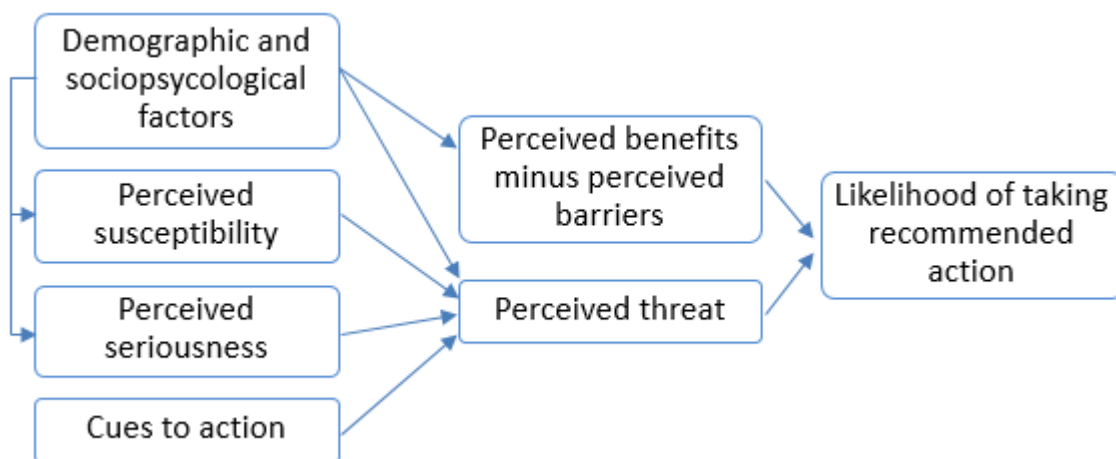 Demographic and
sociopsycological
factors
Perceived
susceptibility
Perceived
seriousness
Cues to action
Perceived benefits
minus perceived
barriers
Perceived threat
Likelihood of taking
recommended
action